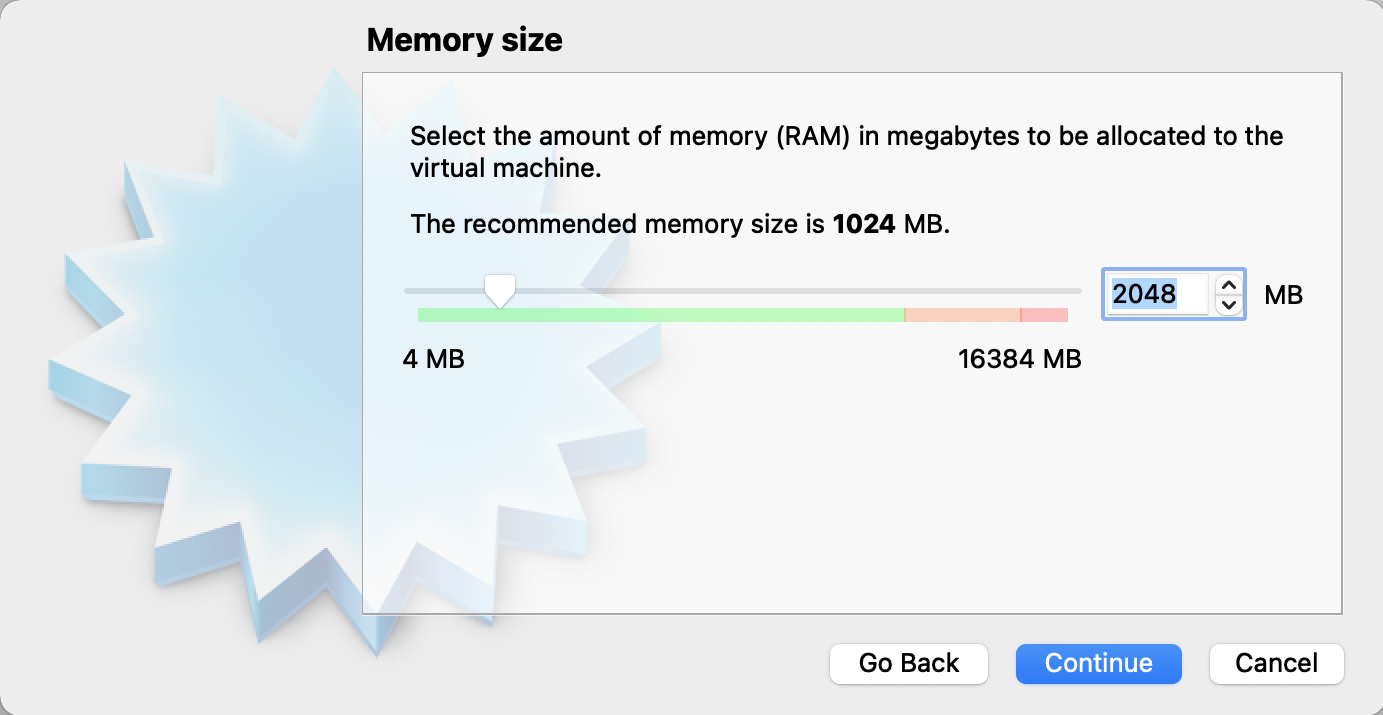 Memory size
Select the amount of memory (RAM) in megabytes to be allocated to the
virtual machine.
The recommended memory size is 1024 MB.
2048 MB
4 MB 16384 MB
Go Back Continue Cancel